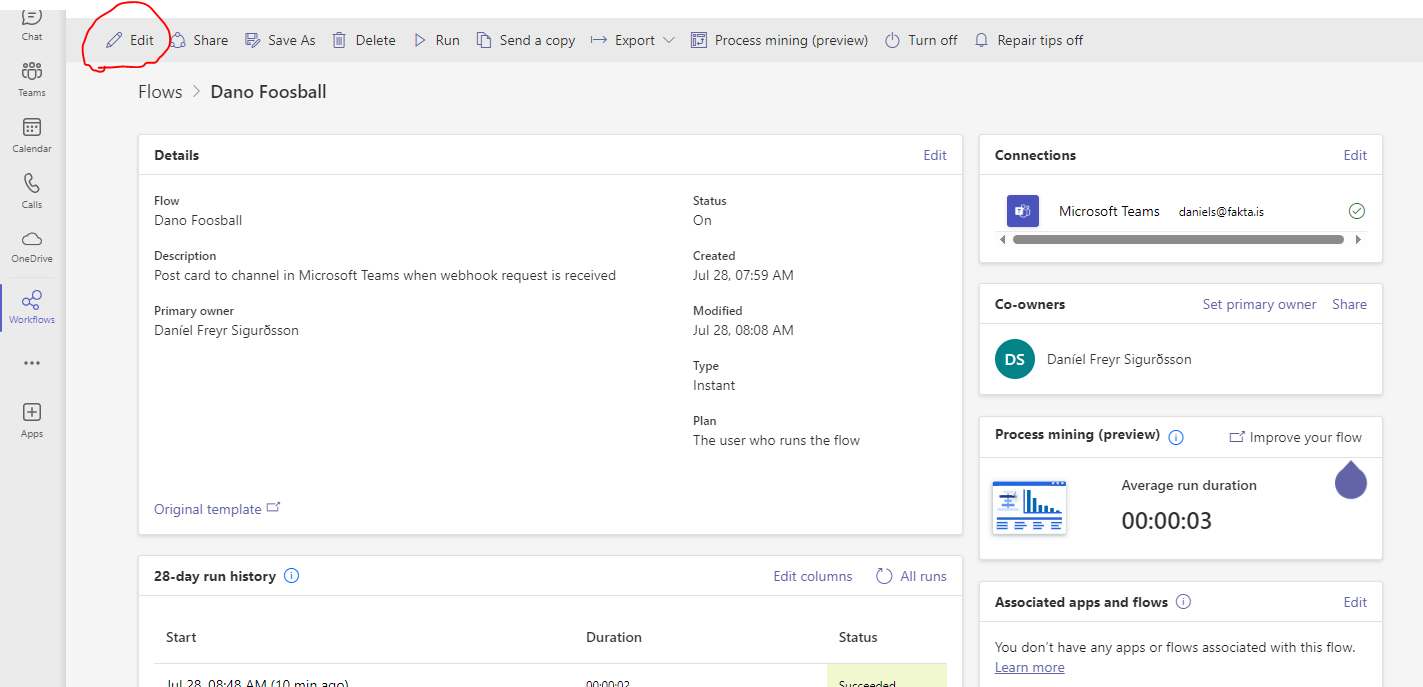 Chat
Teams
Calendar
Calls
OneDrive
Workflows
Apps
Edit Share Save As Delete Run Send a copy Export Process mining (preview) Turn off Repair tips off
Flows > Dano Foosball
Details Edit
Flow
Dano Foosball
Description
Post card to channel in Microsoft Teams when webhook request is received
Primary owner
Daníel Freyr Sigurðsson
Status
On
Created
Jul 28, 07:59 AM
Modified
Jul 28, 08:08 AM
Type
Instant
Plan
The user who runs the flow
Original template
28-day run history Edit columns All runs
Start Duration Status
Jul 28, 08:48 AM (10 min ago) 00:00:02 Succeeded
Connections Edit
Microsoft Teams daniels@fakta.is
Co-owners Set primary owner Share
DS Daníel Freyr Sigurðsson
Process mining (preview) Improve your flow
Average run duration
00:00:03
Associated apps and flows Edit
You don't have any apps or flows associated with this flow.
Learn more